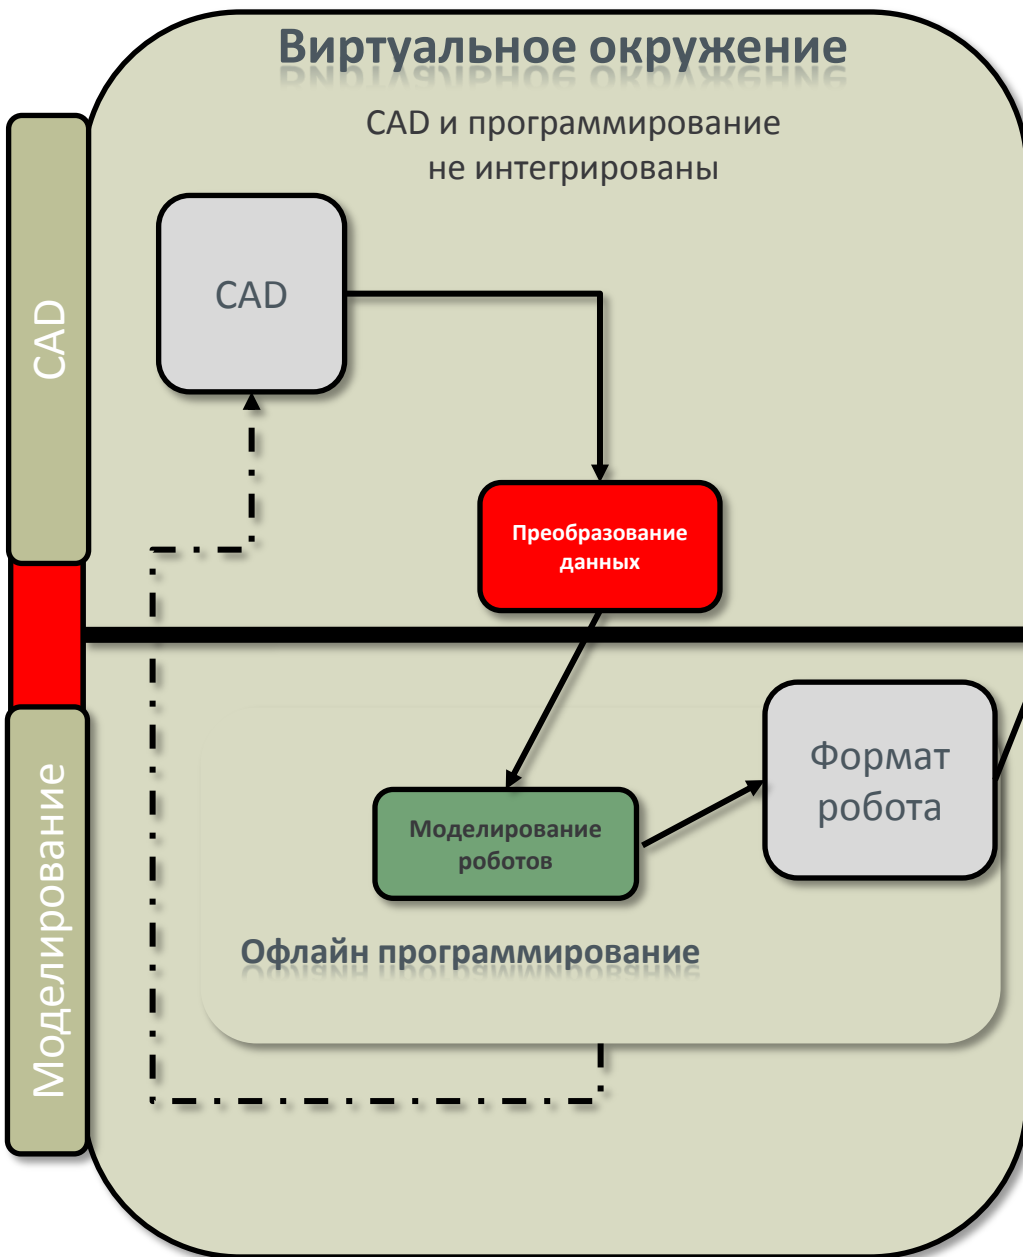 Виртуальное окружение
CAD и программирование
не интегрированы
CAD
CAD
Преобразование
данных
Формат
робота
Моделирование
роботов
Моделирование
Офлайн программирование